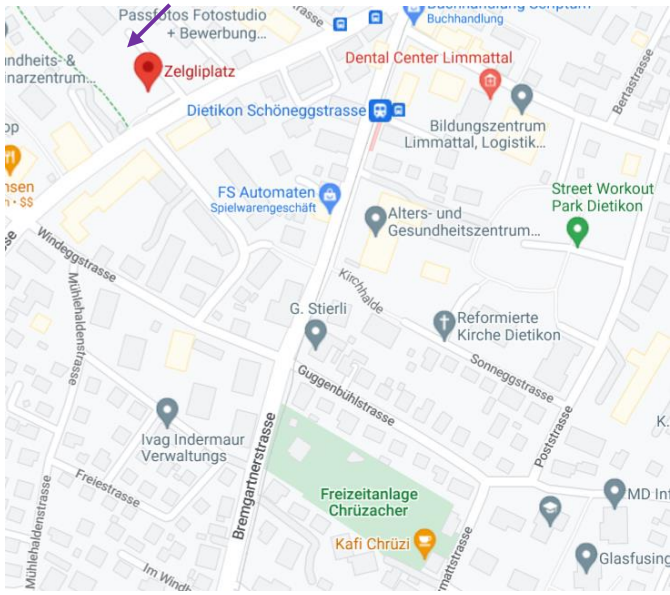 Passfotos Fotostudio
+ Bewerbung...
Buchhandlung
Zelgliplatz
Dental Center Limmattal
Dietikon Schöneggstrasse
Bertastrasse
Bildungszentrum
Limmattal, Logistik...
FS Automaten
Spielwarengeschäft
Street Workout
Park Dietikon
Alters- und
Gesundheitszentrum...
Windeggstrasse
Mühlehaldenstrasse
Kirchhalde
G. Stierli
Reformierte
Kirche Dietikon
Sonneggstrasse
Guggenbühlstrasse
Ivag Indermaur
Verwaltungs
Bremgartnerstrasse
Poststrasse
K.
Freiestrasse
Freizeitanlage
Chrüzacher
MD Inf
Kafi Chrüzi
Glasfusing
Mühlehaldenstrasse
Im Windh
rmattstrasse